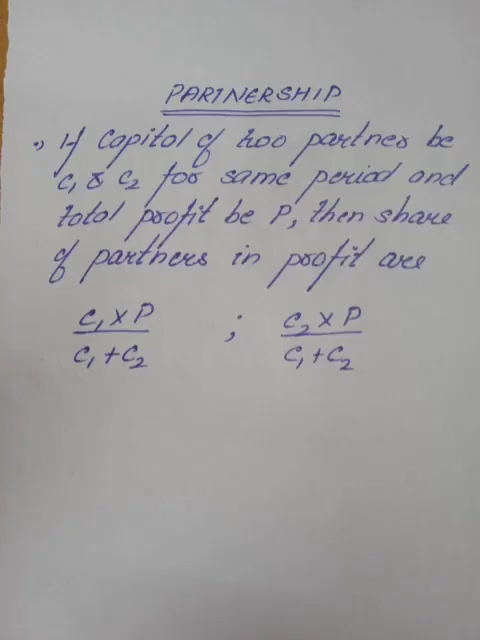 PARTNERSHIP
•) If Capital of two partner be
C₁ & C₂ for same period and
total profit be P, then share
of partners in profit are
C₁ x P / C₁ + C₂ ; C₂ x P / C₁ + C₂